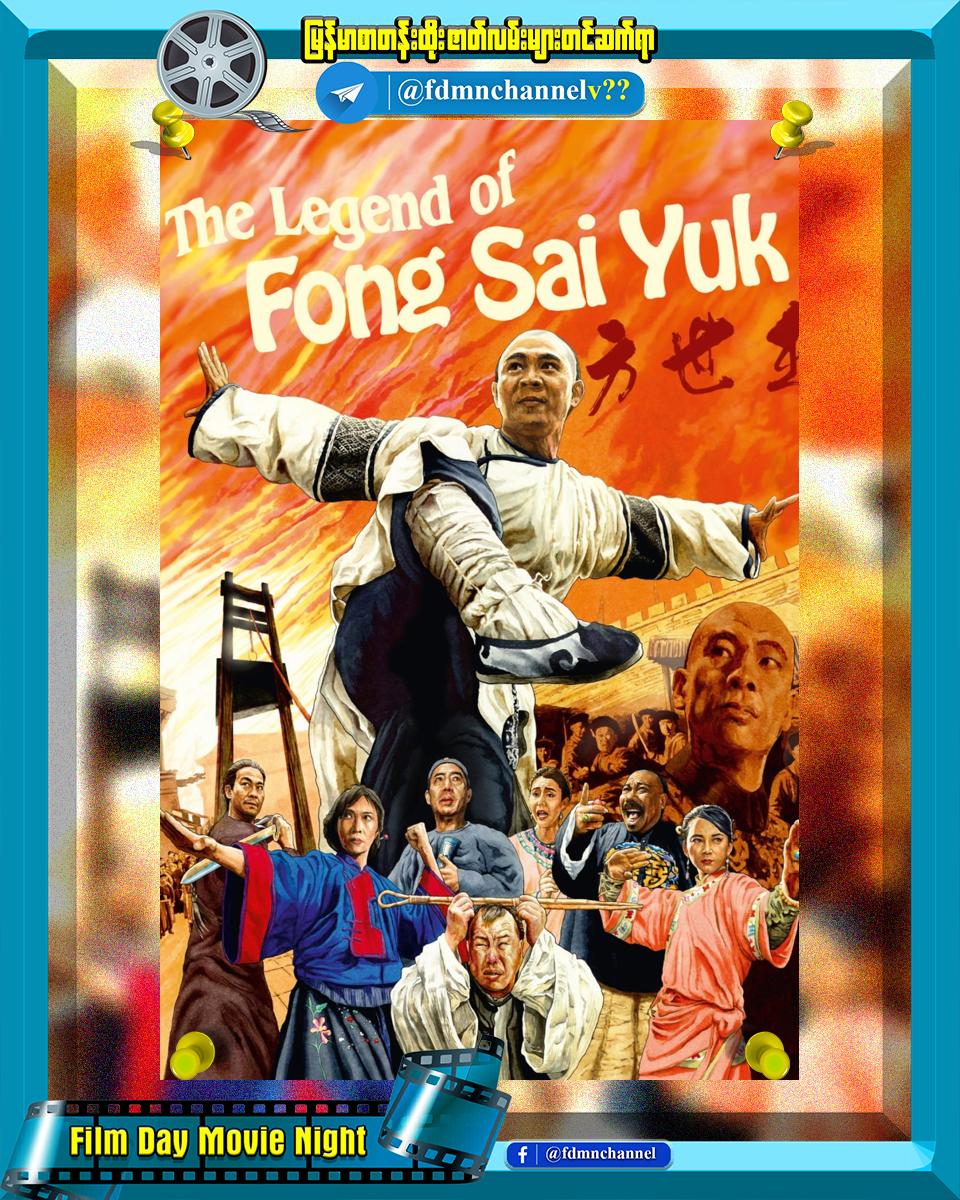 မြန်မာစာတန်းထိုးဇာတ်လမ်းများတင်ဆက်ရာ
@fdmnchannelv??
The Legend of
Fong Sai Yuk
方世玉
Film Day Movie Night
f @fdmnchannel